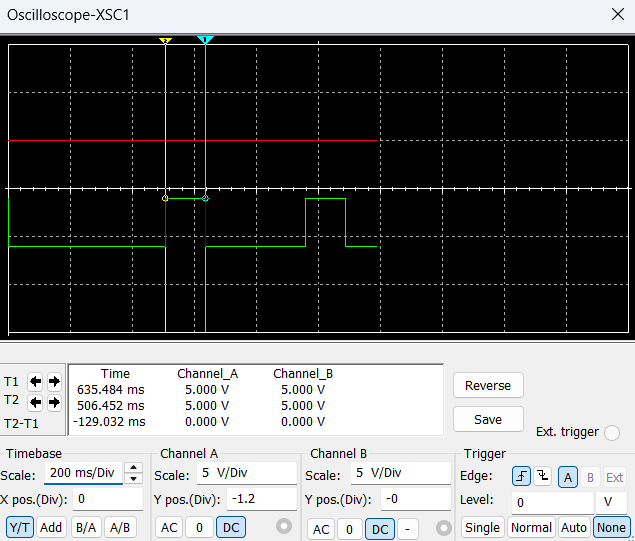 Oscilloscope-XSC1
2 1
Time Channel_A Channel_B
T1 635.484 ms 5.000 V 5.000 V
T2 506.452 ms 5.000 V 5.000 V
T2-T1 -129.032 ms 0.000 V 0.000 V
Reverse
Save
Ext. trigger
Timebase Channel A Channel B Trigger
Scale: 200 ms/Div Scale: 5 V/Div Scale: 5 V/Div Edge: A B Ext
X pos.(Div): 0 Y pos.(Div): -1.2 Y pos.(Div): -0 Level: 0 V
Y/T Add B/A A/B AC 0 DC AC 0 DC - Single Normal Auto None